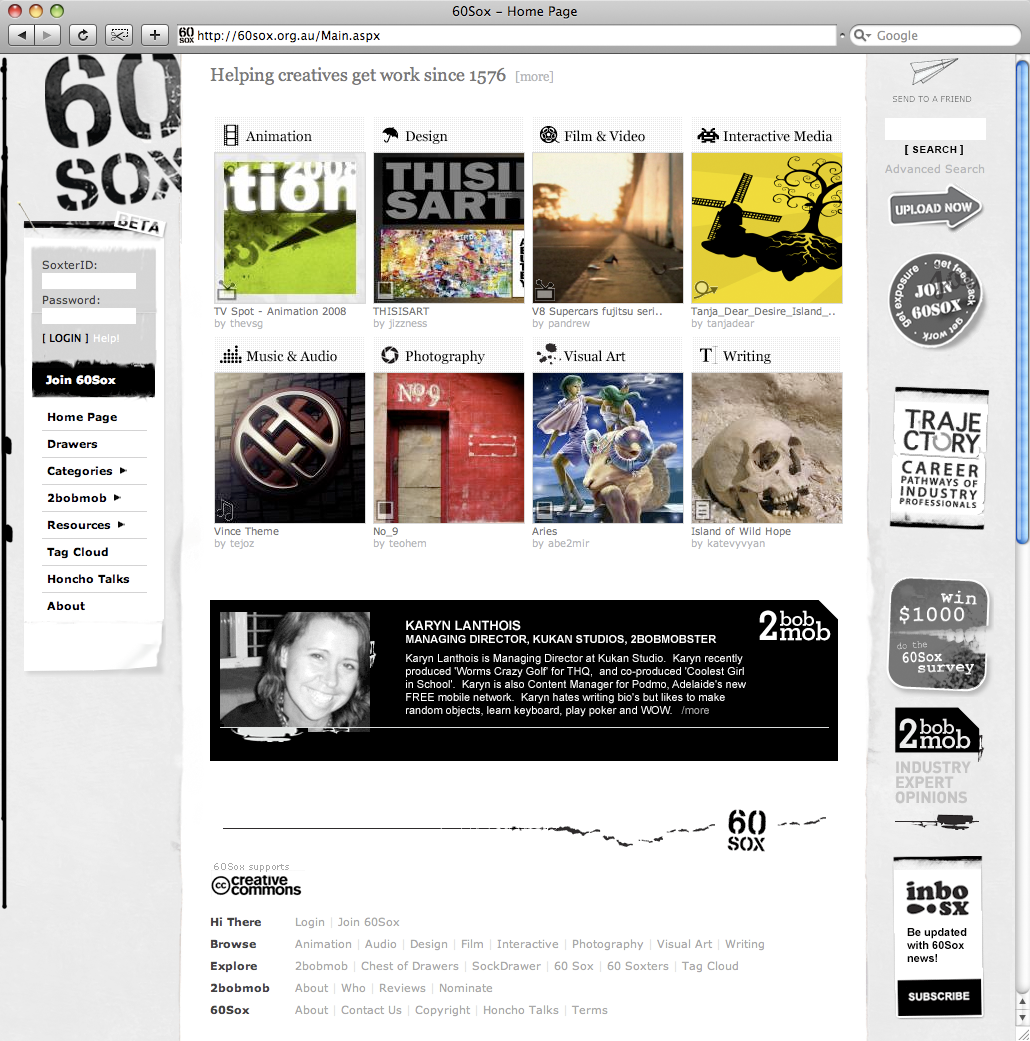 60Sox - Home Page
60 SOX http://60sox.org.au/Main.aspx
Google
60
SOX
BETA
SoxterID:
Password:
[ LOGIN ] Help!
Join 60Sox
Home Page
Drawers
Categories
2bobmob
Resources
Tag Cloud
Honcho Talks
About
Helping creatives get work since 1576 [more]
Animation
Design
Film & Video
Interactive Media
2008
tion
THISI
SART
TV Spot - Animation 2008
by thevsg
THISISART
by jizzness
V8 Supercars fujitsu seri..
by pandrew
Tanja_Dear_Desire_Island_..
by tanjadear
Music & Audio
Photography
Visual Art
T Writing
No. 9
Vince Theme
by tejoz
No_9
by teohem
Aries
by abe2mir
Island of Wild Hope
by katevyvyan
KARYN LANTHOIS
MANAGING DIRECTOR, KUKAN STUDIOS, 2BOBMOBSTER
Karyn Lanthois is Managing Director at Kukan Studio. Karyn recently
produced 'Worms Crazy Golf' for THQ, and co-produced 'Coolest Girl
in School'. Karyn is also Content Manager for Podmo, Adelaide's new
FREE mobile network. Karyn hates writing bio's but likes to make
random objects, learn keyboard, play poker and WOW. /more
2bob
mob
60
SOX
60Sox supports
cc creative
commons
Hi There Login | Join 60Sox
Browse Animation | Audio | Design | Film | Interactive | Photography | Visual Art | Writing
Explore 2bobmob | Chest of Drawers | SockDrawer | 60 Sox | 60 Soxters | Tag Cloud
2bobmob About | Who | Reviews | Nominate
60Sox About | Contact Us | Copyright | Honcho Talks | Terms
SEND TO A FRIEND
[ SEARCH ]
Advanced Search
UPLOAD NOW
get exposure • get feedback • get work •
JOIN
60SOX
TRAJE
CTORY
CAREER
PATHWAYS OF
INDUSTRY
PROFESSIONALS
win
$1000
do the
60Sox
survey
2bob
mob
INDUSTRY
EXPERT
OPINIONS
inbo
sx
Be updated
with 60Sox
news!
SUBSCRIBE